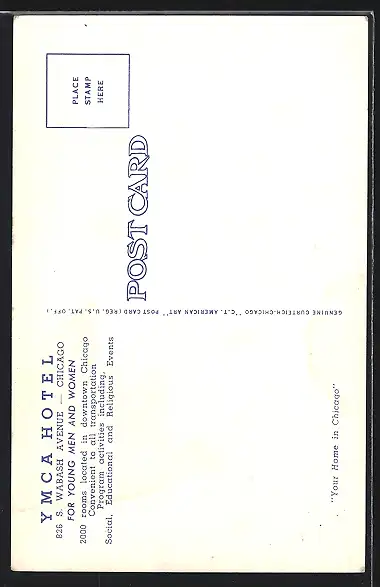 YMCA HOTEL
826 S. WABASH AVENUE — CHICAGO
FOR YOUNG MEN AND WOMEN
2000 rooms located in downtown Chicago
Convenient to all transportation
Program activities including,
Social, Educational and Religious Events
"Your Home in Chicago"
GENUINE CURTEICH-CHICAGO "C.T. AMERICAN ART" POST CARD (REG. U.S. PAT. OFF.)
POST CARD
PLACE
STAMP
HERE